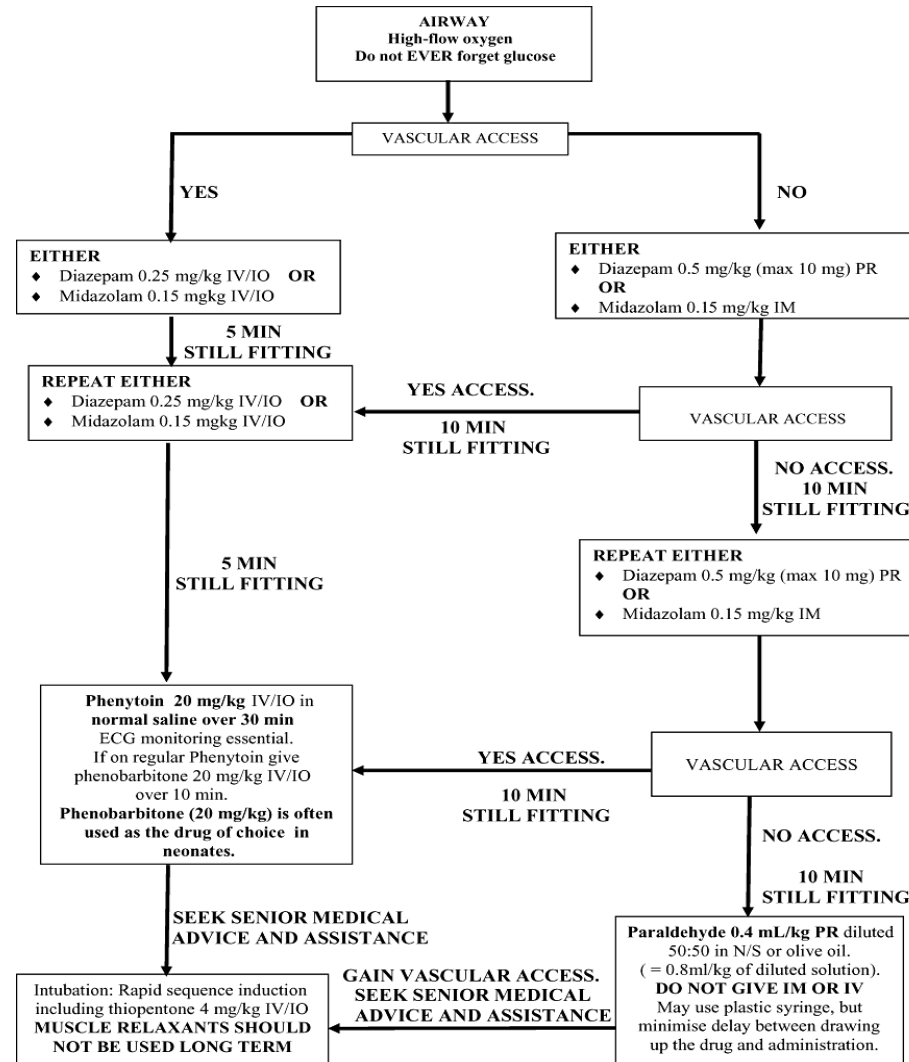 AIRWAY
High-flow oxygen
Do not EVER forget glucose
VASCULAR ACCESS
YES
NO
EITHER
♦ Diazepam 0.25 mg/kg IV/IO OR
♦ Midazolam 0.15 mgkg IV/IO
EITHER
♦ Diazepam 0.5 mg/kg (max 10 mg) PR
OR
♦ Midazolam 0.15 mg/kg IM
5 MIN
STILL FITTING
REPEAT EITHER
♦ Diazepam 0.25 mg/kg IV/IO OR
♦ Midazolam 0.15 mgkg IV/IO
YES ACCESS.
10 MIN
STILL FITTING
VASCULAR ACCESS
NO ACCESS.
10 MIN
STILL FITTING
REPEAT EITHER
♦ Diazepam 0.5 mg/kg (max 10 mg) PR
OR
♦ Midazolam 0.15 mg/kg IM
5 MIN
STILL FITTING
Phenytoin 20 mg/kg IV/IO in
normal saline over 30 min
ECG monitoring essential.
If on regular Phenytoin give
phenobarbitone 20 mg/kg IV/IO
over 10 min.
Phenobarbitone (20 mg/kg) is often
used as the drug of choice in
neonates.
YES ACCESS.
10 MIN
STILL FITTING
VASCULAR ACCESS
NO ACCESS.
10 MIN
STILL FITTING
SEEK SENIOR MEDICAL
ADVICE AND ASSISTANCE
Paraldehyde 0.4 mL/kg PR diluted
50:50 in N/S or olive oil.
( = 0.8ml/kg of diluted solution).
DO NOT GIVE IM OR IV
May use plastic syringe, but
minimise delay between drawing
up the drug and administration.
GAIN VASCULAR ACCESS.
SEEK SENIOR MEDICAL
ADVICE AND ASSISTANCE
Intubation: Rapid sequence induction
including thiopentone 4 mg/kg IV/IO
MUSCLE RELAXANTS SHOULD
NOT BE USED LONG TERM